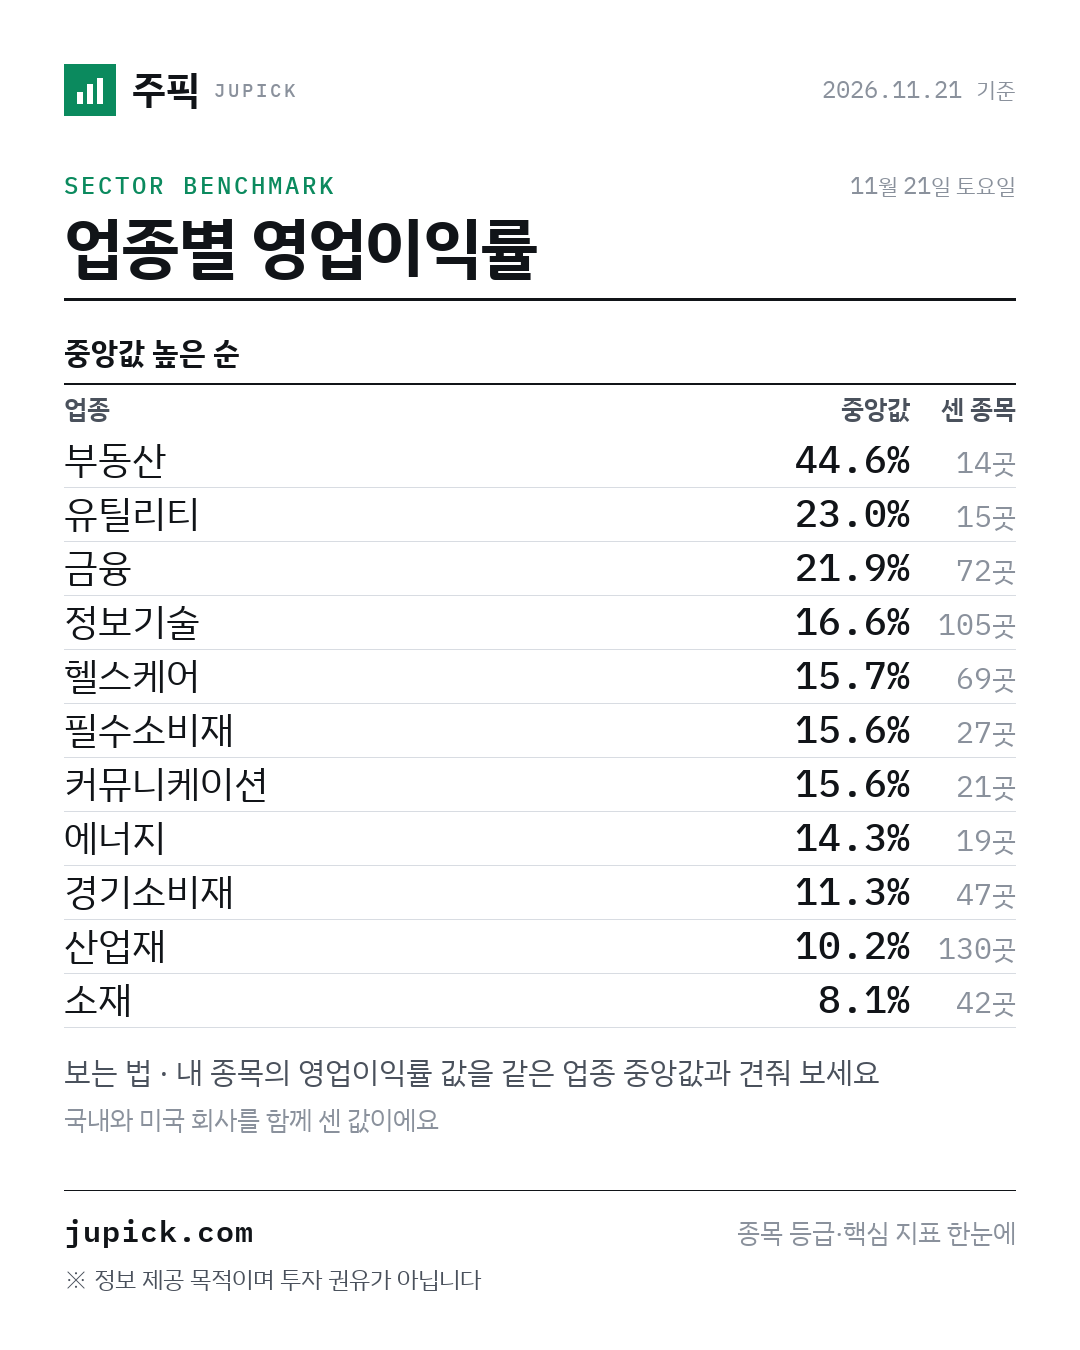 주픽 JUPICK 2026.11.21 기준
SECTOR BENCHMARK 11월 21일 토요일
업종별 영업이익률
중앙값 높은 순
업종 중앙값 센 종목
부동산 44.6% 14곳
유틸리티 23.0% 15곳
금융 21.9% 72곳
정보기술 16.6% 105곳
헬스케어 15.7% 69곳
필수소비재 15.6% 27곳
커뮤니케이션 15.6% 21곳
에너지 14.3% 19곳
경기소비재 11.3% 47곳
산업재 10.2% 130곳
소재 8.1% 42곳
보는 법 · 내 종목의 영업이익률 값을 같은 업종 중앙값과 견줘 보세요
국내와 미국 회사를 함께 센 값이에요
jupick.com 종목 등급·핵심 지표 한눈에
※ 정보 제공 목적이며 투자 권유가 아닙니다